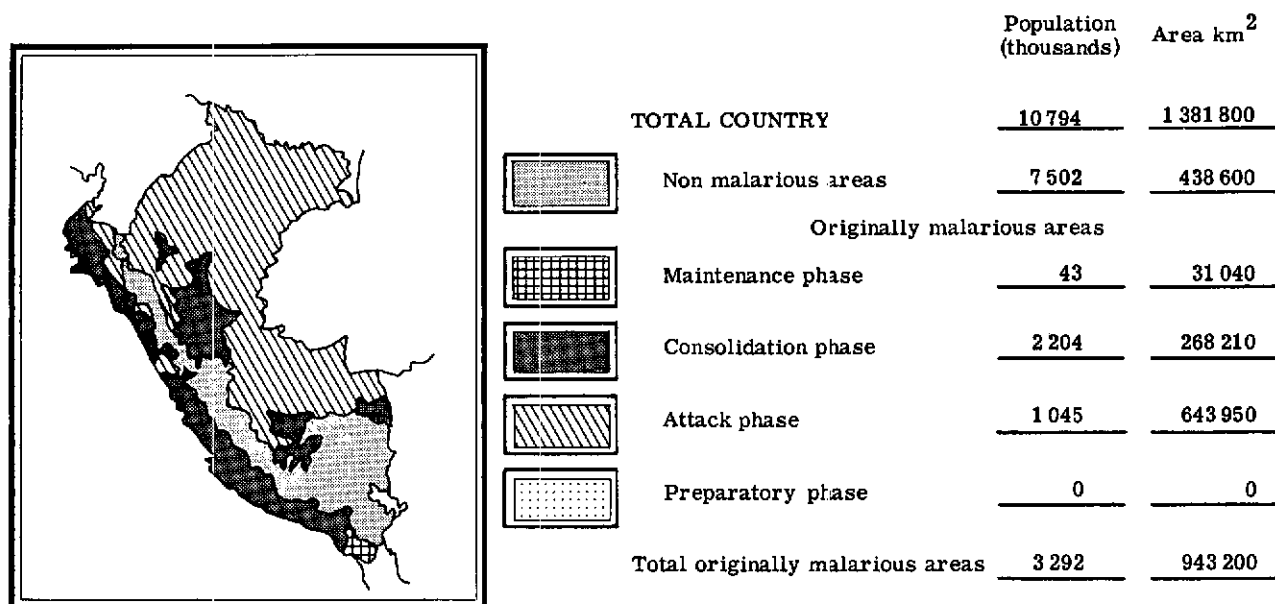 Population (thousands) Area km²
TOTAL COUNTRY 10 794 1 381 800
Non malarious areas 7 502 438 600
Originally malarious areas
Maintenance phase 43 31 040
Consolidation phase 2 204 268 210
Attack phase 1 045 643 950
Preparatory phase 0 0
Total originally malarious areas 3 292 943 200